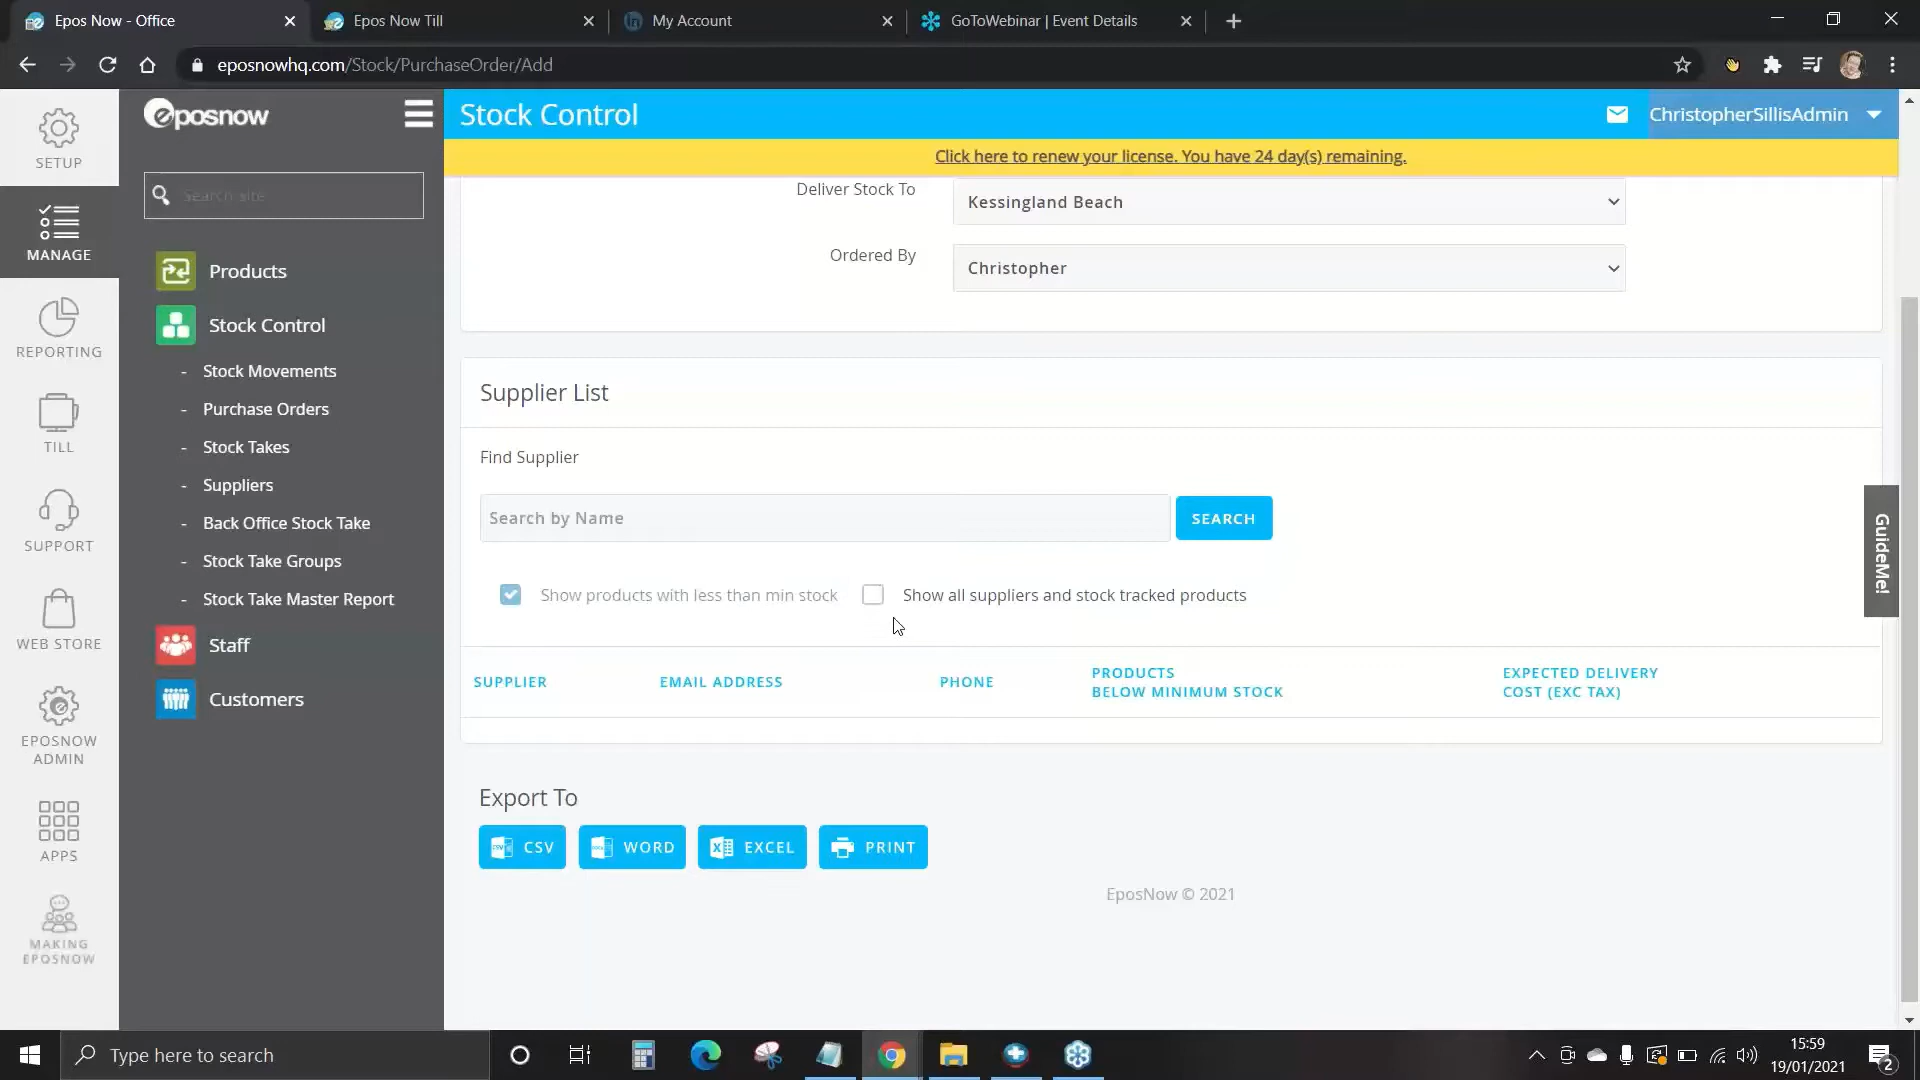 Epos Now - Office
Epos Now Till
My Account
GoToWebinar | Event Details
eposnowhq.com/Stock/PurchaseOrder/Add
SETUP
MANAGE
REPORTING
TILL
SUPPORT
WEB STORE
EPOSNOW
ADMIN
APPS
MAKING
EPOSNOW
eposnow
Search site
Products
Stock Control
- Stock Movements
- Purchase Orders
- Stock Takes
- Suppliers
- Back Office Stock Take
- Stock Take Groups
- Stock Take Master Report
Staff
Customers
Stock Control
ChristopherSillisAdmin
Click here to renew your license. You have 24 day(s) remaining.
Deliver Stock To
Kessingland Beach
Ordered By
Christopher
Supplier List
Find Supplier
Search by Name
SEARCH
Show products with less than min stock
Show all suppliers and stock tracked products
SUPPLIER
EMAIL ADDRESS
PHONE
PRODUCTS
BELOW MINIMUM STOCK
EXPECTED DELIVERY
COST (EXC TAX)
Export To
CSV
WORD
EXCEL
PRINT
EposNow © 2021
GuideMe!
Type here to search
15:59
19/01/2021
2